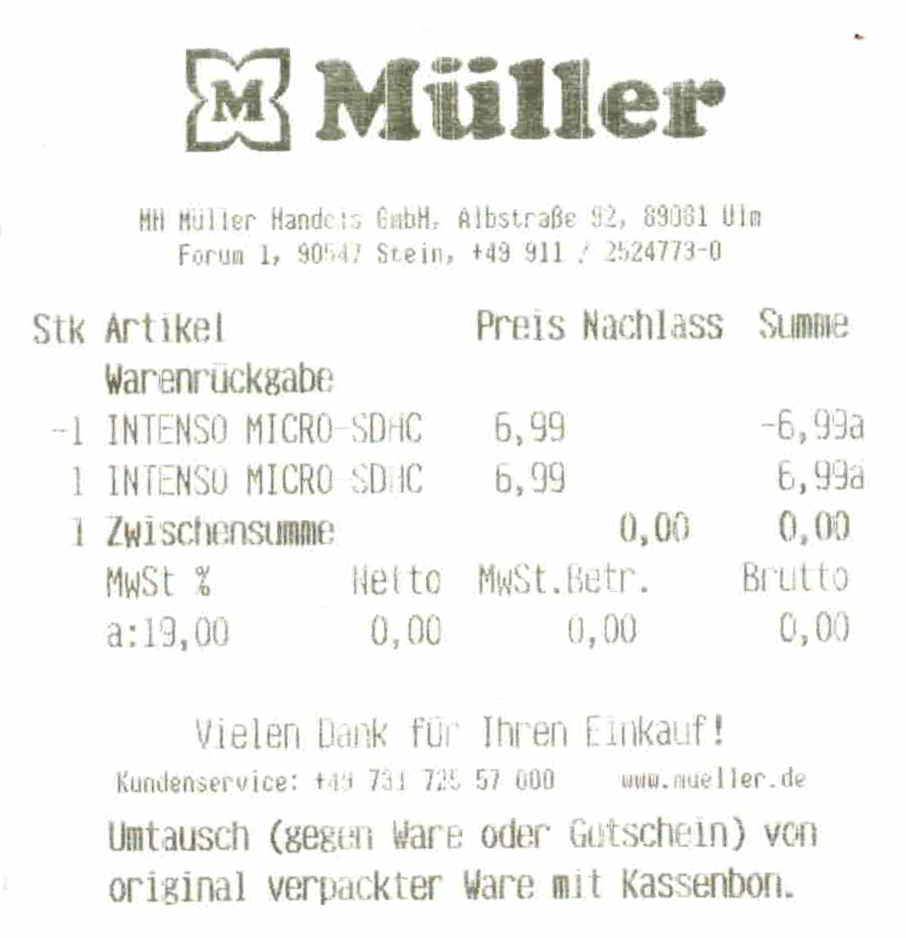 M Müller
MH Müller Handels GmbH, Albstraße 92, 89081 Ulm
Forum 1, 90547 Stein, +49 911 / 2524773-0
Stk Artikel Preis Nachlass Summe
Warenrückgabe
-1 INTENSO MICRO-SDHC 6,99 -6,99a
1 INTENSO MICRO-SDHC 6,99 6,99a
1 Zwischensumme 0,00 0,00
MwSt % Netto MwSt.Betr. Brutto
a:19,00 0,00 0,00 0,00
Vielen Dank für Ihren Einkauf!
Kundenservice: +49 731 725 57 000 www.mueller.de
Umtausch (gegen Ware oder Gutschein) von
original verpackter Ware mit Kassenbon.